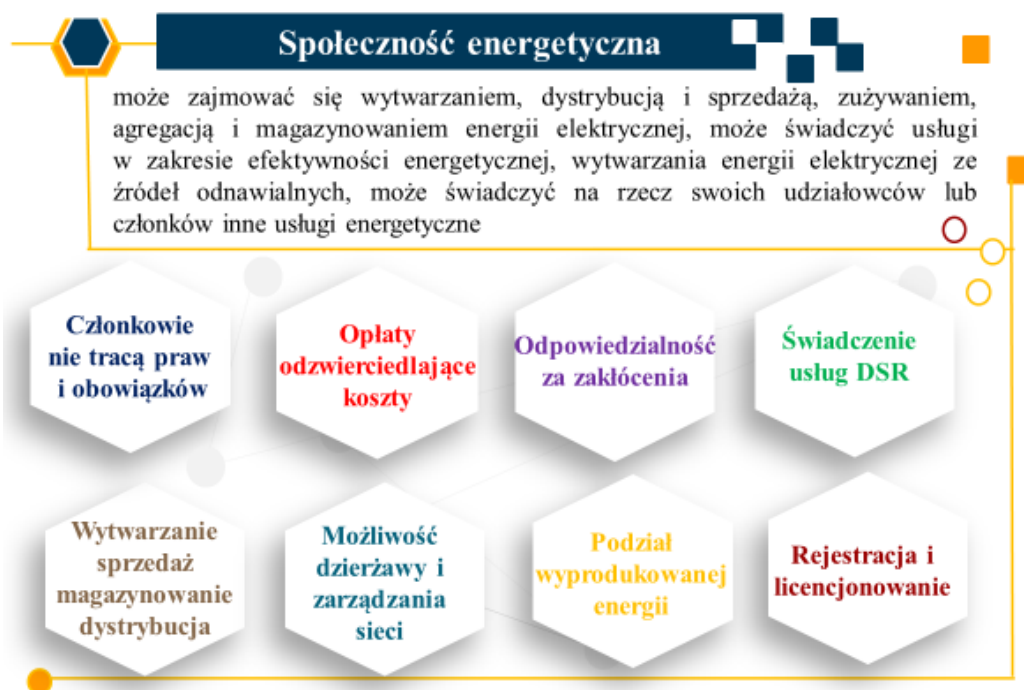 Społeczność energetyczna
może zajmować się wytwarzaniem, dystrybucją i sprzedażą, zużywaniem,
agregacją i magazynowaniem energii elektrycznej, może świadczyć usługi
w zakresie efektywności energetycznej, wytwarzania energii elektrycznej ze
źródeł odnawialnych, może świadczyć na rzecz swoich udziałowców lub
członków inne usługi energetyczne
Członkowie
nie tracą praw
i obowiązków
Opłaty
odzwierciedlające
koszty
Odpowiedzialność
za zakłócenia
Świadczenie
usług DSR
Wytwarzanie
sprzedaż
magazynowanie
dystrybucja
Możliwość
dzierżawy i
zarządzania
sieci
Podział
wyprodukowanej
energii
Rejestracja i
licencjonowanie